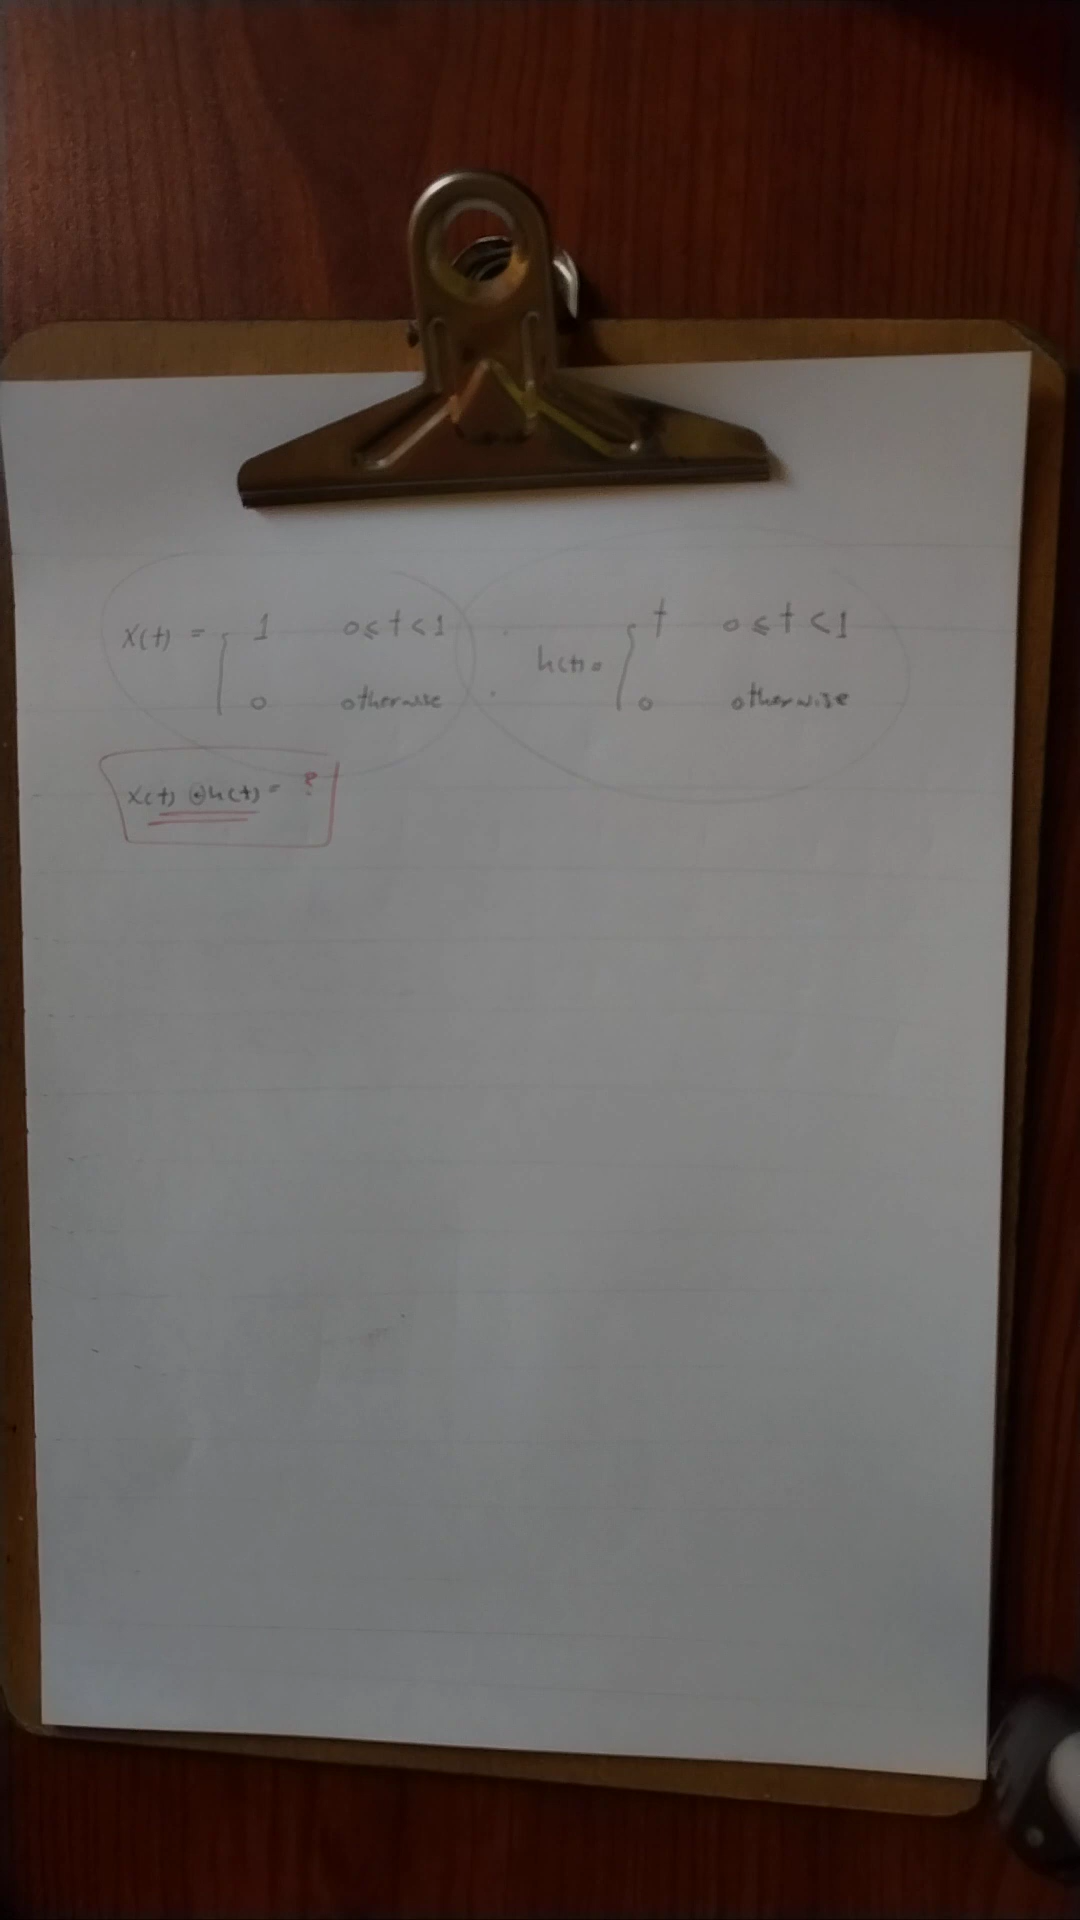 x(t) = { 1 0 ≤ t < 1
0 otherwise
h(t) = { t 0 ≤ t < 1
0 otherwise
x(t) ⊛ h(t) = ?